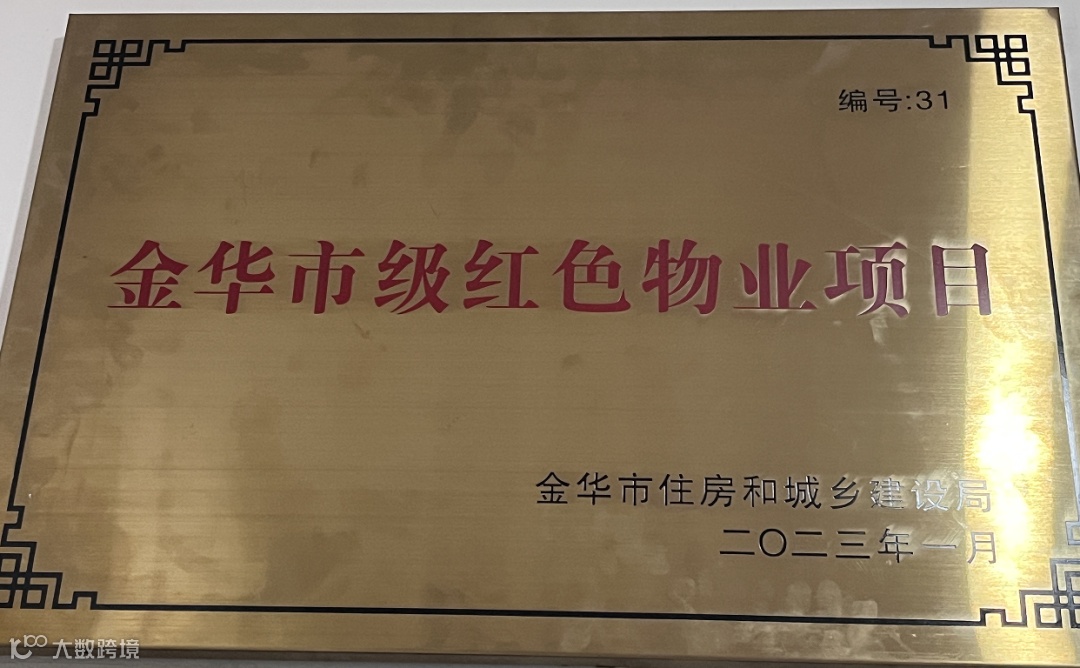 编号:31
金华市级红色物业项目
金华市住房和城乡建设局
二〇二三年一月
大数跨境